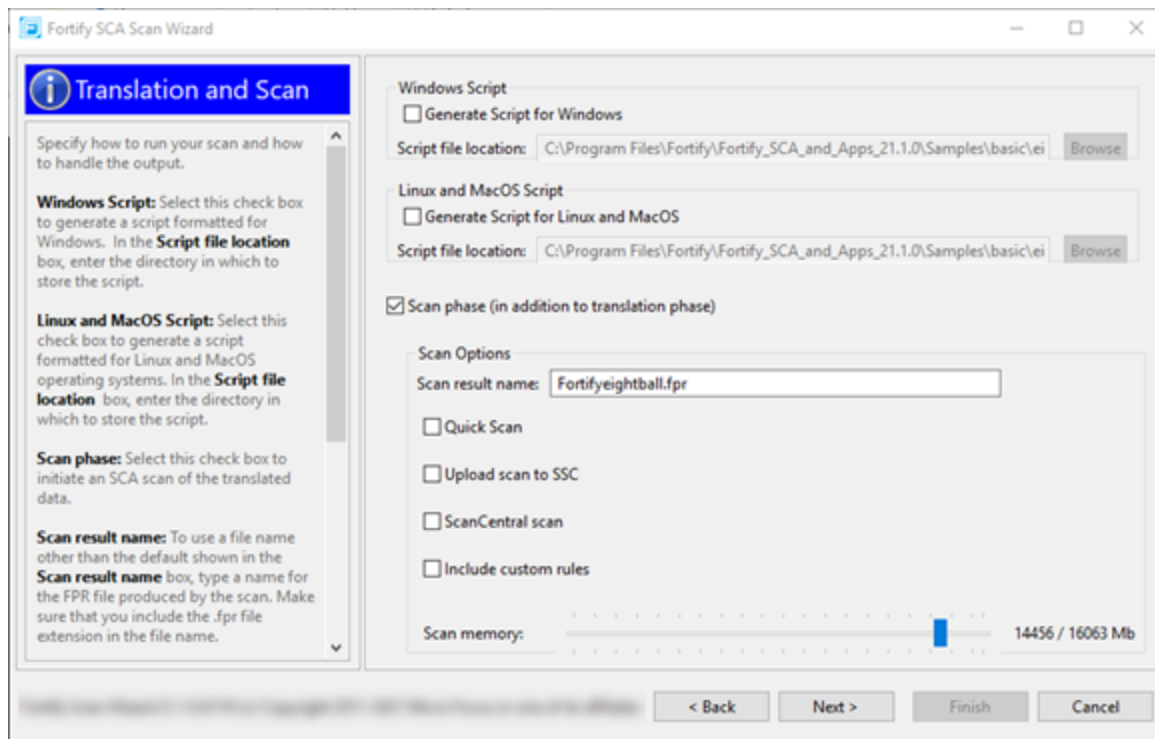 Fortify SCA Scan Wizard
Translation and Scan
Specify how to run your scan and how
to handle the output.
Windows Script: Select this check box
to generate a script formatted for
Windows. In the Script file location
box, enter the directory in which to
store the script.
Linux and MacOS Script: Select this
check box to generate a script
formatted for Linux and MacOS
operating systems. In the Script file
location box, enter the directory in
which to store the script.
Scan phase: Select this check box to
initiate an SCA scan of the translated
data.
Scan result name: To use a file name
other than the default shown in the
Scan result name box, type a name for
the FPR file produced by the scan. Make
sure that you include the .fpr file
extension in the file name.
Windows Script
Generate Script for Windows
Script file location: C:\Program Files\Fortify\Fortify_SCA_and_Apps_21.1.0\Samples\basic\ei Browse
Linux and MacOS Script
Generate Script for Linux and MacOS
Script file location: C:\Program Files\Fortify\Fortify_SCA_and_Apps_21.1.0\Samples\basic\ei Browse
Scan phase (in addition to translation phase)
Scan Options
Scan result name: Fortifyeightball.fpr
Quick Scan
Upload scan to SSC
ScanCentral scan
Include custom rules
Scan memory: 14456 / 16063 Mb
< Back Next > Finish Cancel